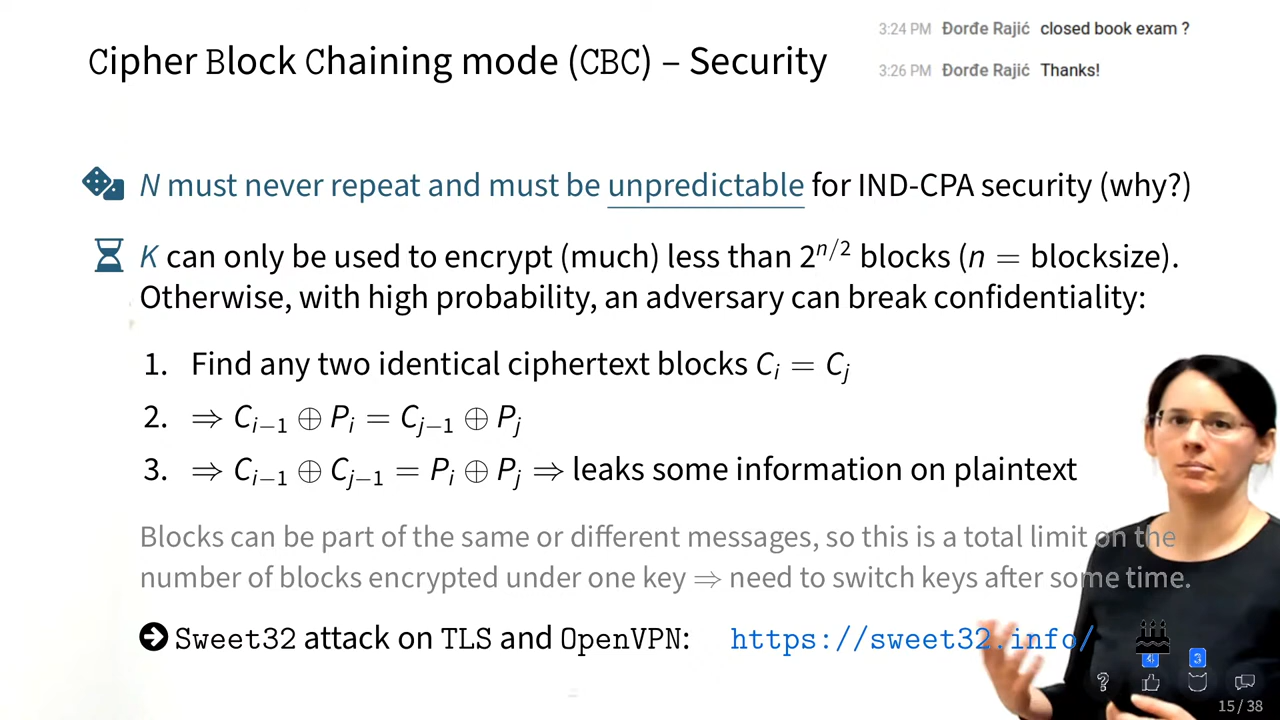 Cipher Block Chaining mode (CBC) – Security
3:24 PM Đorđe Rajić closed book exam ?
3:26 PM Đorđe Rajić Thanks!
N must never repeat and must be unpredictable for IND-CPA security (why?)
K can only be used to encrypt (much) less than 2^{n/2} blocks (n = blocksize).
Otherwise, with high probability, an adversary can break confidentiality:
1. Find any two identical ciphertext blocks C_i = C_j
2. ⇒ C_{i−1} ⊕ P_i = C_{j−1} ⊕ P_j
3. ⇒ C_{i−1} ⊕ C_{j−1} = P_i ⊕ P_j ⇒ leaks some information on plaintext
Blocks can be part of the same or different messages, so this is a total limit on the
number of blocks encrypted under one key ⇒ need to switch keys after some time.
Sweet32 attack on TLS and OpenVPN: https://sweet32.info/
4 3
?
15 / 38